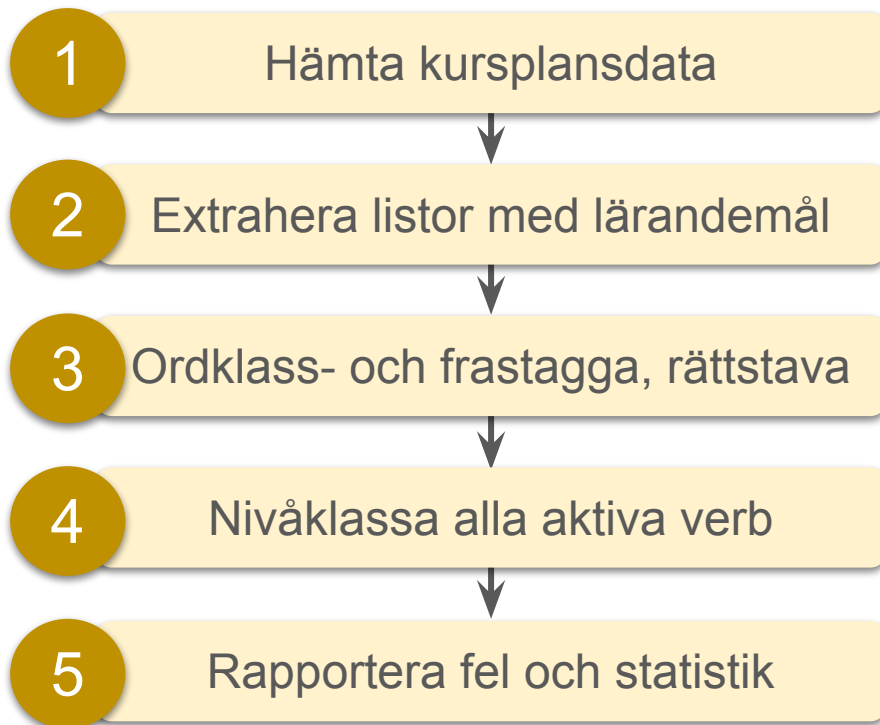 1 Hämta kursplansdata
2 Extrahera listor med lärandemål
3 Ordklass- och frastagga, rättstava
4 Nivåklassa alla aktiva verb
5 Rapportera fel och statistik